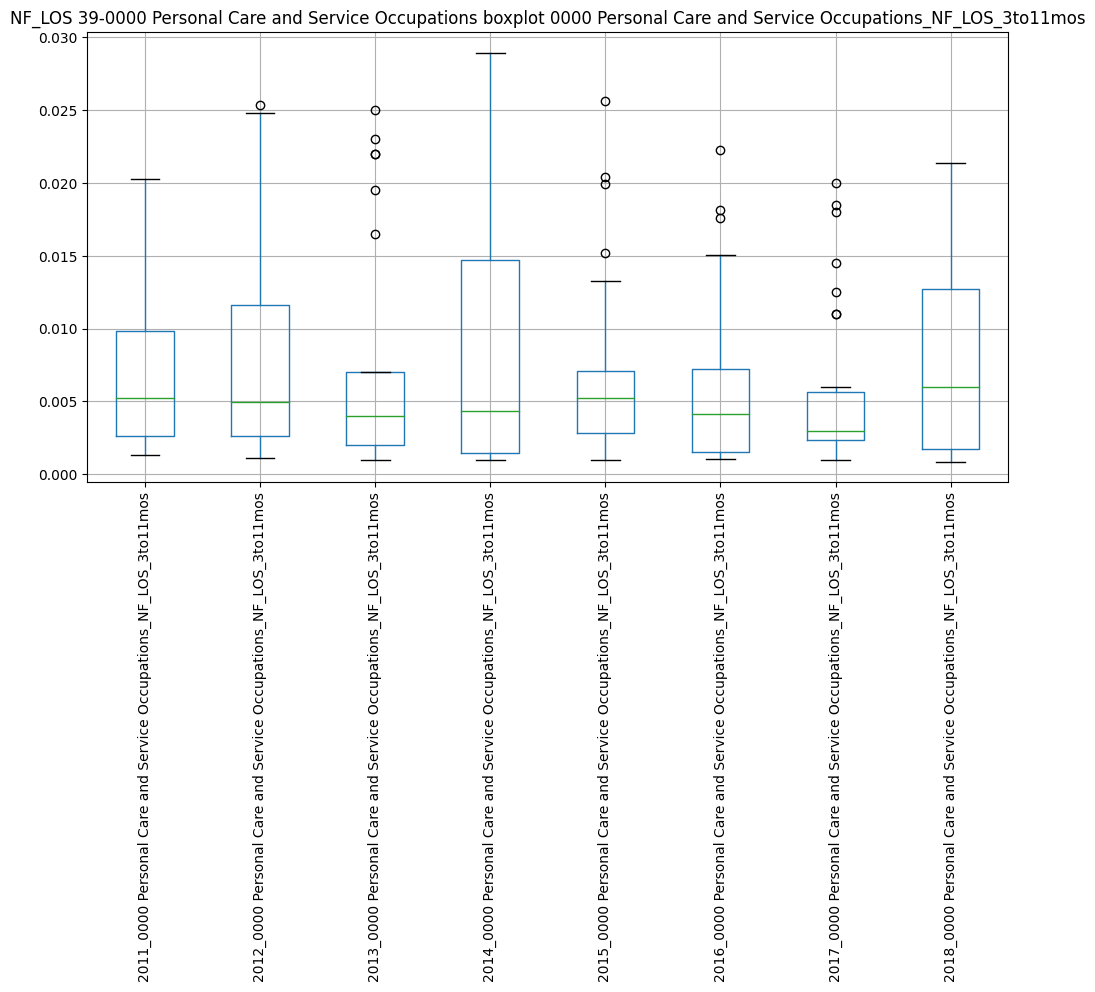 NF_LOS 39-0000 Personal Care and Service Occupations boxplot 0000 Personal Care and Service Occupations_NF_LOS_3to11mos
0.030
0.025
0.020
0.015
0.010
0.005
0.000
2011_0000 Personal Care and Service Occupations_NF_LOS_3to11mos
2012_0000 Personal Care and Service Occupations_NF_LOS_3to11mos
2013_0000 Personal Care and Service Occupations_NF_LOS_3to11mos
2014_0000 Personal Care and Service Occupations_NF_LOS_3to11mos
2015_0000 Personal Care and Service Occupations_NF_LOS_3to11mos
2016_0000 Personal Care and Service Occupations_NF_LOS_3to11mos
2017_0000 Personal Care and Service Occupations_NF_LOS_3to11mos
2018_0000 Personal Care and Service Occupations_NF_LOS_3to11mos